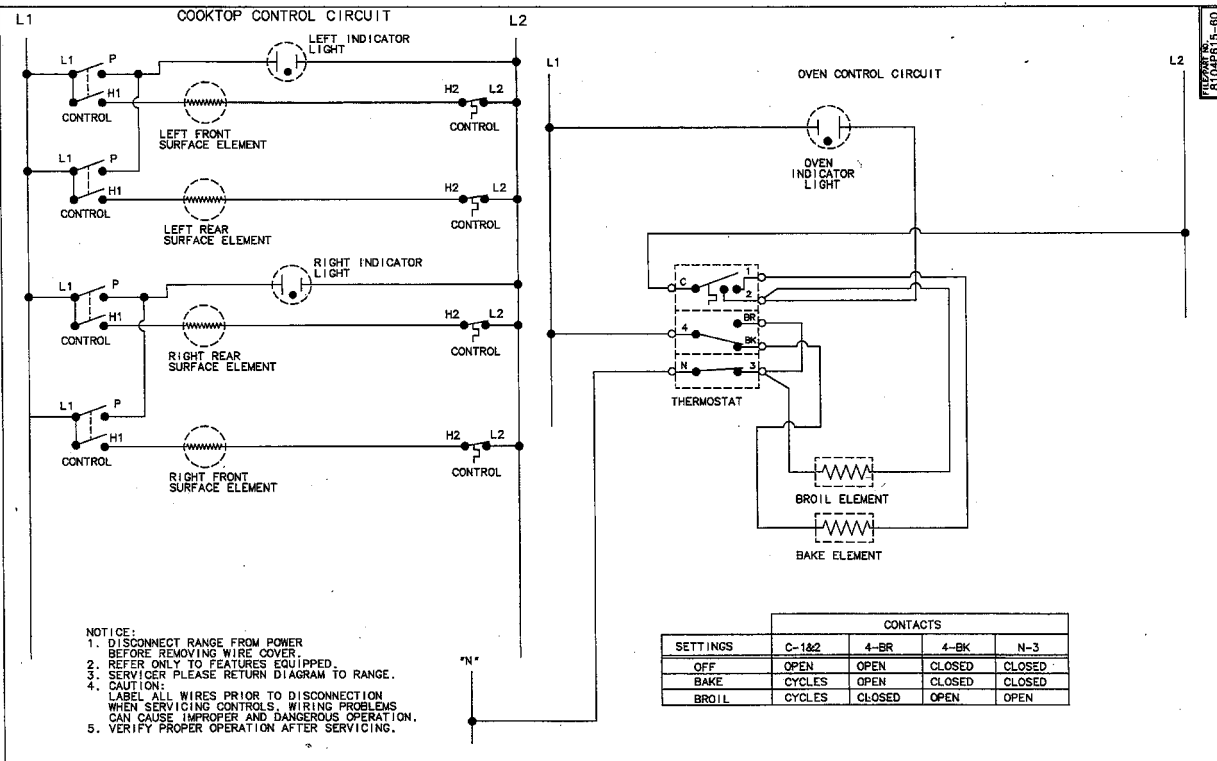 COOKTOP CONTROL CIRCUIT
L1
L2
LEFT INDICATOR
LIGHT
L1
P
H1
CONTROL
LEFT FRONT
SURFACE ELEMENT
H2
L2
CONTROL
L1
P
H1
CONTROL
LEFT REAR
SURFACE ELEMENT
H2
L2
CONTROL
RIGHT INDICATOR
LIGHT
L1
P
H1
CONTROL
RIGHT REAR
SURFACE ELEMENT
H2
L2
CONTROL
L1
P
H1
CONTROL
RIGHT FRONT
SURFACE ELEMENT
H2
L2
CONTROL
L1
OVEN CONTROL CIRCUIT
L2
FILE/PART NO.
8104P615-60
OVEN
INDICATOR
LIGHT
C
1
2
4
BR
BK
N
3
THERMOSTAT
BROIL ELEMENT
BAKE ELEMENT
NOTICE:
1. DISCONNECT RANGE FROM POWER
BEFORE REMOVING WIRE COVER.
2. REFER ONLY TO FEATURES EQUIPPED.
3. SERVICER PLEASE RETURN DIAGRAM TO RANGE.
4. CAUTION:
LABEL ALL WIRES PRIOR TO DISCONNECTION
WHEN SERVICING CONTROLS. WIRING PROBLEMS
CAN CAUSE IMPROPER AND DANGEROUS OPERATION.
5. VERIFY PROPER OPERATION AFTER SERVICING.
"N"
CONTACTS
SETTINGS C-1&2 4-BR 4-BK N-3
OFF OPEN OPEN CLOSED CLOSED
BAKE CYCLES OPEN CLOSED CLOSED
BROIL CYCLES CLOSED OPEN OPEN